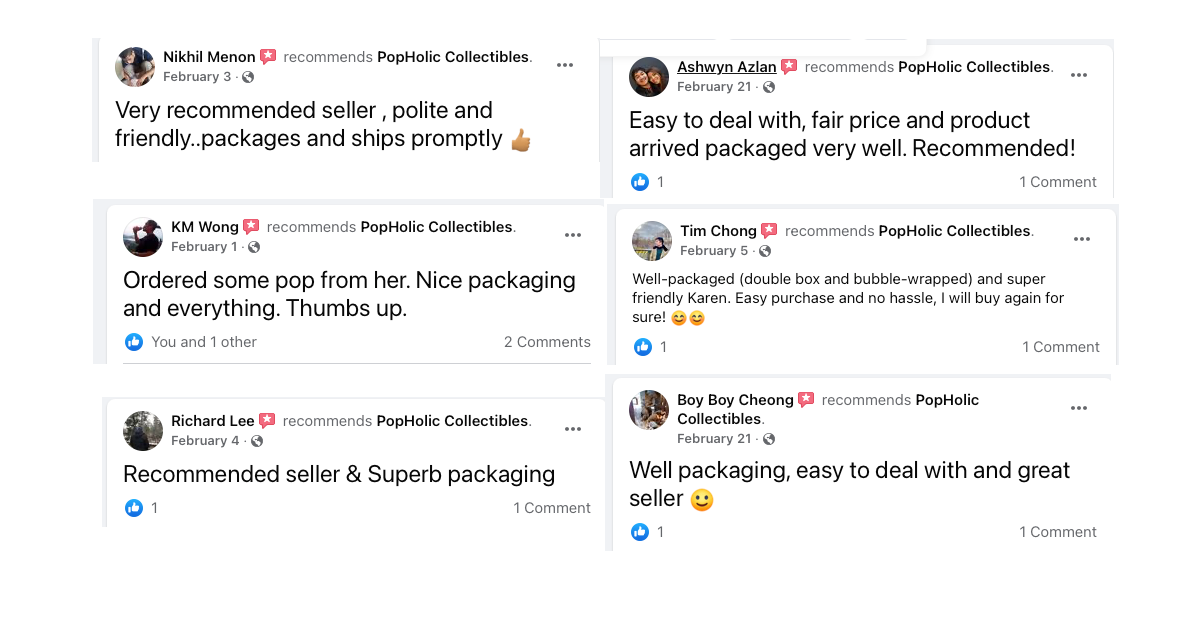 Nikhil Menon recommends PopHolic Collectibles.
February 3 ·
Very recommended seller , polite and
friendly..packages and ships promptly 👍🏽
Ashwyn Azlan recommends PopHolic Collectibles.
February 21 ·
Easy to deal with, fair price and product
arrived packaged very well. Recommended!
1 1 Comment
KM Wong recommends PopHolic Collectibles.
February 1 ·
Ordered some pop from her. Nice packaging
and everything. Thumbs up.
You and 1 other 2 Comments
Tim Chong recommends PopHolic Collectibles.
February 5 ·
Well-packaged (double box and bubble-wrapped) and super
friendly Karen. Easy purchase and no hassle, I will buy again for
sure! 😊😊
1 1 Comment
Richard Lee recommends PopHolic Collectibles.
February 4 ·
Recommended seller & Superb packaging
1 1 Comment
Boy Boy Cheong recommends PopHolic
Collectibles.
February 21 ·
Well packaging, easy to deal with and great
seller 🙂
1 1 Comment